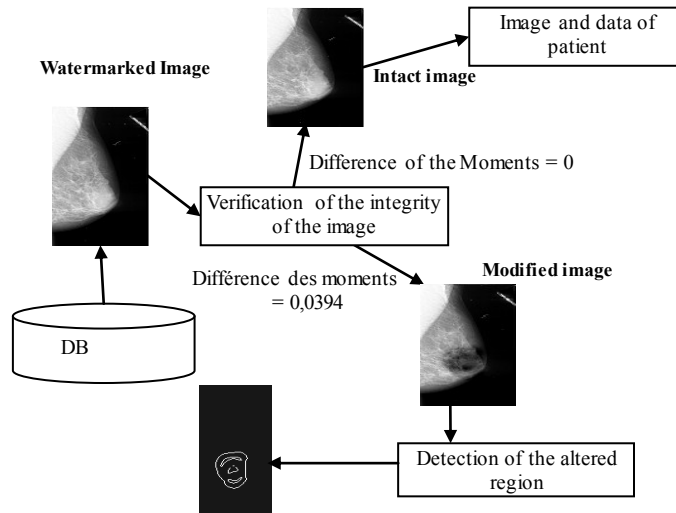 Image and data of
patient
Watermarked Image
Intact image
Difference of the Moments = 0
Verification of the integrity
of the image
Différence des moments
= 0,0394
Modified image
DB
Detection of the altered
region